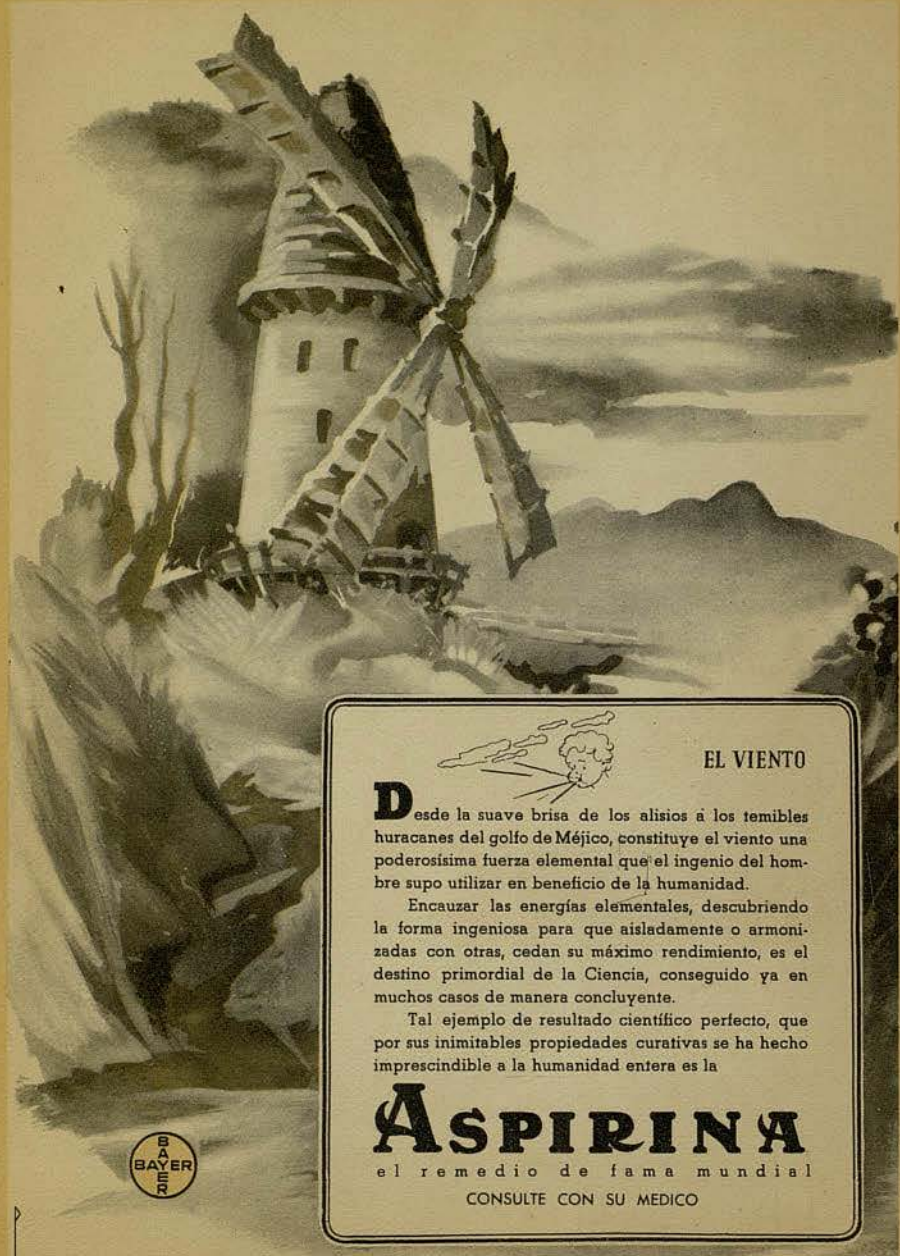 EL VIENTO
Desde la suave brisa de los alisios a los temibles
huracanes del golfo de Méjico, constituye el viento una
poderosísima fuerza elemental que el ingenio del hom-
bre supo utilizar en beneficio de la humanidad.
Encauzar las energías elementales, descubriendo
la forma ingeniosa para que aisladamente o armoni-
zadas con otras, cedan su máximo rendimiento, es el
destino primordial de la Ciencia, conseguido ya en
muchos casos de manera concluyente.
Tal ejemplo de resultado científico perfecto, que
por sus inimitables propiedades curativas se ha hecho
imprescindible a la humanidad entera es la
ASPIRINA
el remedio de fama mundial
CONSULTE CON SU MEDICO
BAYER
BAYER